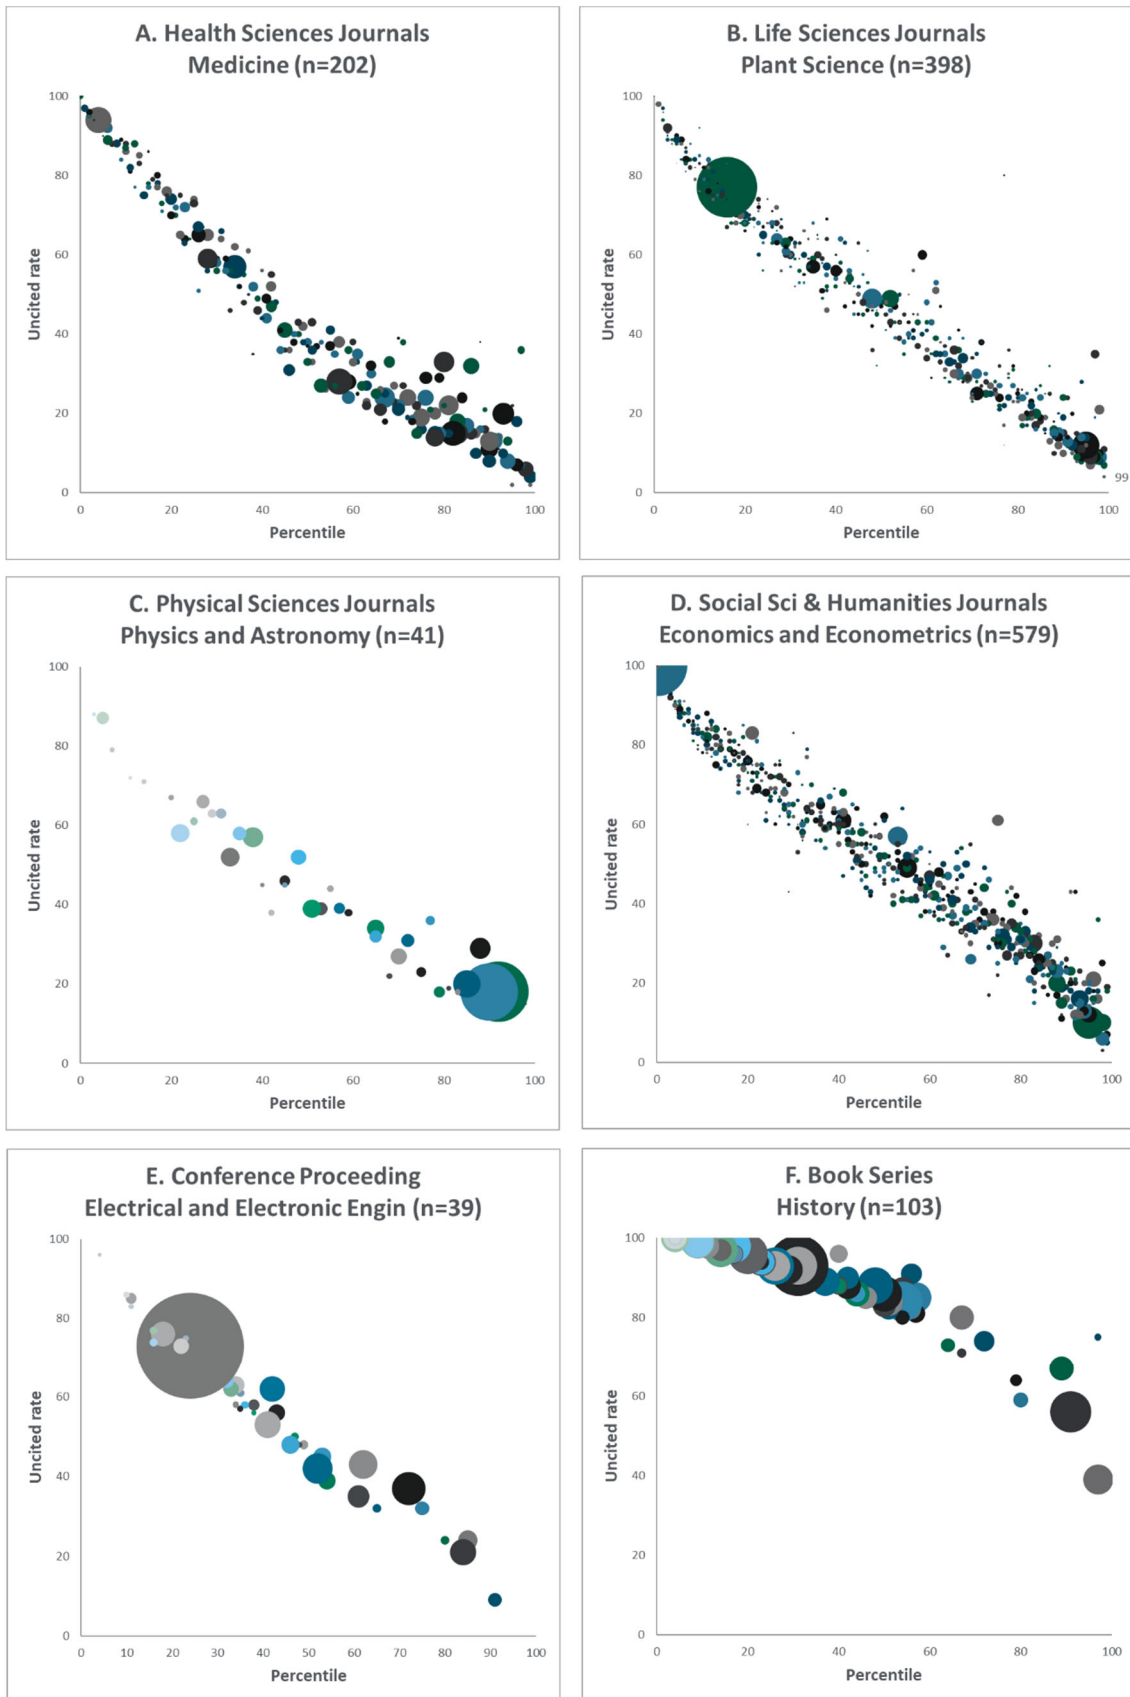 A. Health Sciences Journals
Medicine (n=202)
100
80
60
40
20
0
Uncited rate
0 20 40 60 80 100
Percentile
B. Life Sciences Journals
Plant Science (n=398)
100
80
60
40
20
0
Uncited rate
99
0 20 40 60 80 100
Percentile
C. Physical Sciences Journals
Physics and Astronomy (n=41)
100
80
60
40
20
0
Uncited rate
0 20 40 60 80 100
Percentile
D. Social Sci & Humanities Journals
Economics and Econometrics (n=579)
100
80
60
40
20
0
Uncited rate
0 20 40 60 80 100
Percentile
E. Conference Proceeding
Electrical and Electronic Engin (n=39)
100
80
60
40
20
0
Uncited rate
0 10 20 30 40 50 60 70 80 90 100
Percentile
F. Book Series
History (n=103)
100
80
60
40
20
0
Uncited rate
0 20 40 60 80 100
Percentile